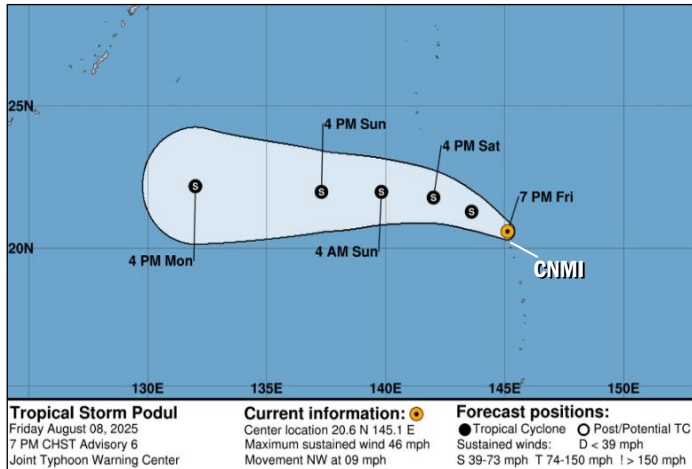 25N
4 PM Sun
4 PM Sat
S
S
S
S
S
7 PM Fri
20N
4 PM Mon
4 AM Sun
CNMI
130E
135E
140E
145E
150E
Tropical Storm Podul
Friday August 08, 2025
7 PM CHST Advisory 6
Joint Typhoon Warning Center
Current information:
Center location 20.6 N 145.1 E
Maximum sustained wind 46 mph
Movement NW at 09 mph
Forecast positions:
Tropical Cyclone Post/Potential TC
Sustained winds: D < 39 mph
S 39-73 mph T 74-150 mph ! > 150 mph